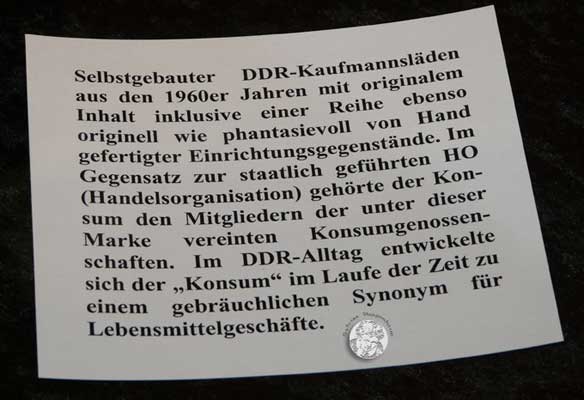 Selbstgebauter DDR-Kaufmannsläden
aus den 1960er Jahren mit originalem
Inhalt inklusive einer Reihe ebenso
originell wie phantasievoll von Hand
gefertigter Einrichtungsgegenstände. Im
Gegensatz zur staatlich geführten HO
(Handelsorganisation) gehörte der Kon-
sum den Mitgliedern der unter dieser
Marke vereinten Konsumgenossen-
schaften. Im DDR-Alltag entwickelte
sich der „Konsum“ im Laufe der Zeit zu
einem gebräuchlichen Synonym für
Lebensmittelgeschäfte.